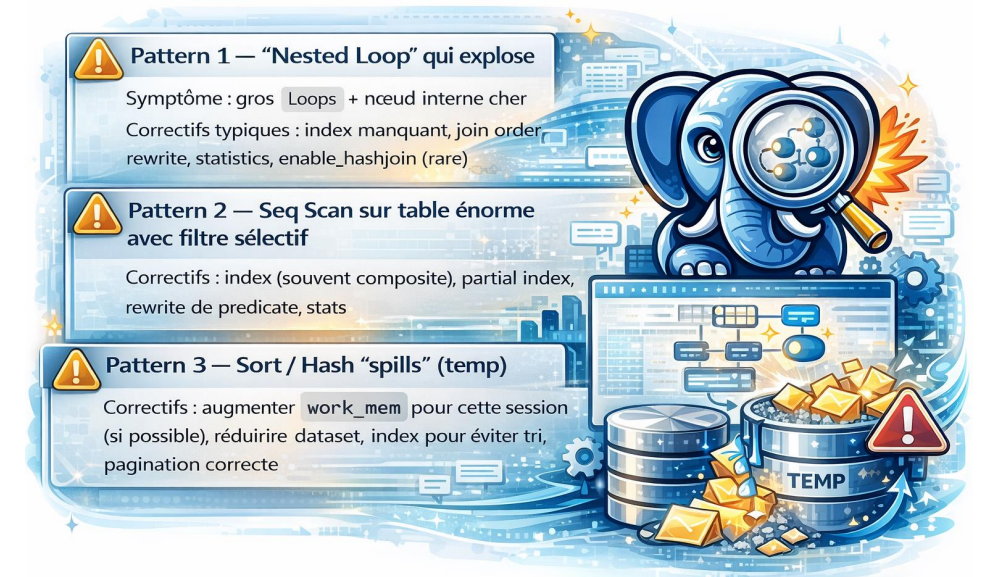 Pattern 1 — “Nested Loop” qui explose
Symptôme : gros Loops + nœud interne cher
Correctifs typiques : index manquant, join order,
rewrite, statistics, enable_hashjoin (rare)
Pattern 2 — Seq Scan sur table énorme
avec filtre sélectif
Correctifs : index (souvent composite), partial index,
rewrite de predicate, stats
Pattern 3 — Sort / Hash “spills” (temp)
Correctifs : augmenter work_mem pour cette session
(si possible), réduirire dataset, index pour éviter tri,
pagination correcte
TEMP